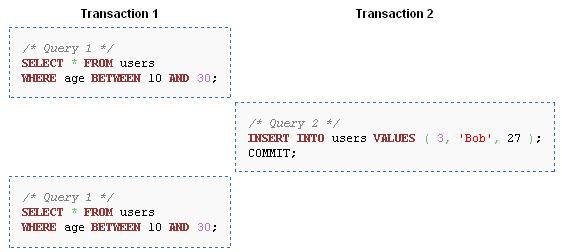 Transaction 1
Transaction 2
/* Query 1 */
SELECT * FROM users
WHERE age BETWEEN 10 AND 30;
/* Query 2 */
INSERT INTO users VALUES ( 3, 'Bob', 27 );
COMMIT;
/* Query 1 */
SELECT * FROM users
WHERE age BETWEEN 10 AND 30;